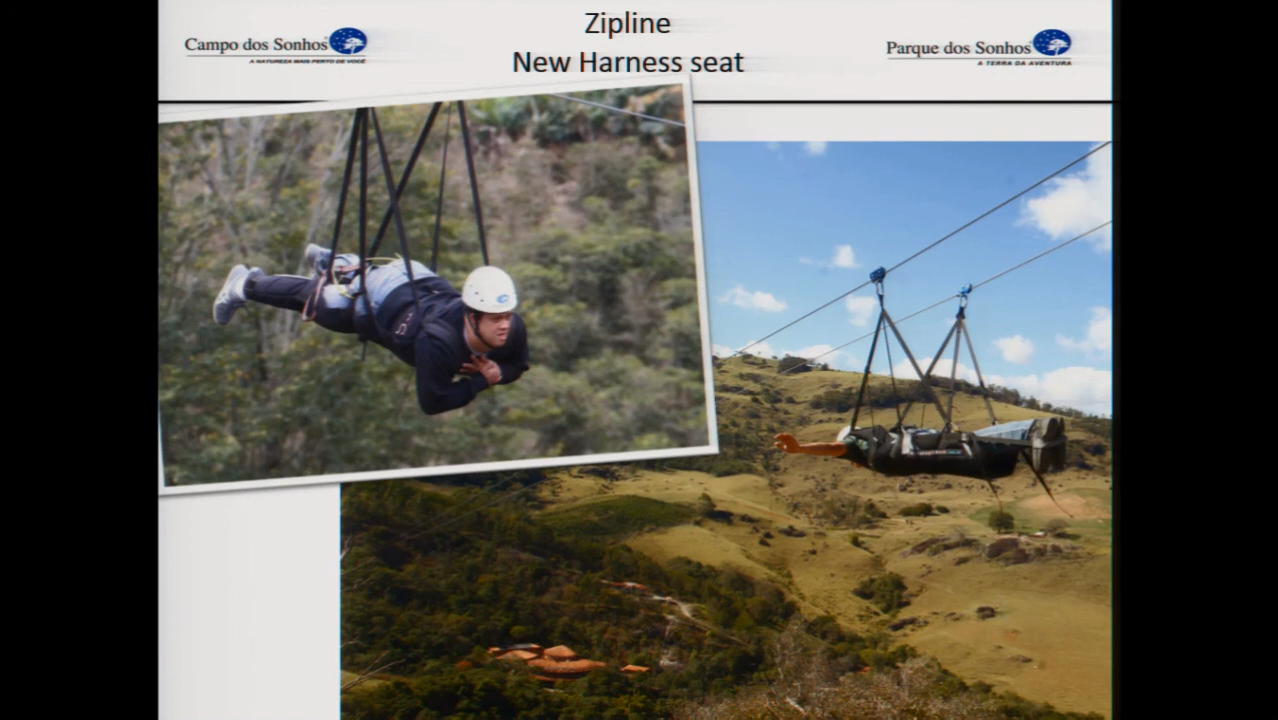 Zipline
New Harness seat
Campo dos Sonhos
A NATUREZA MAIS PERTO DE VOCÊ
Parque dos Sonhos
A TERRA DA AVENTURA